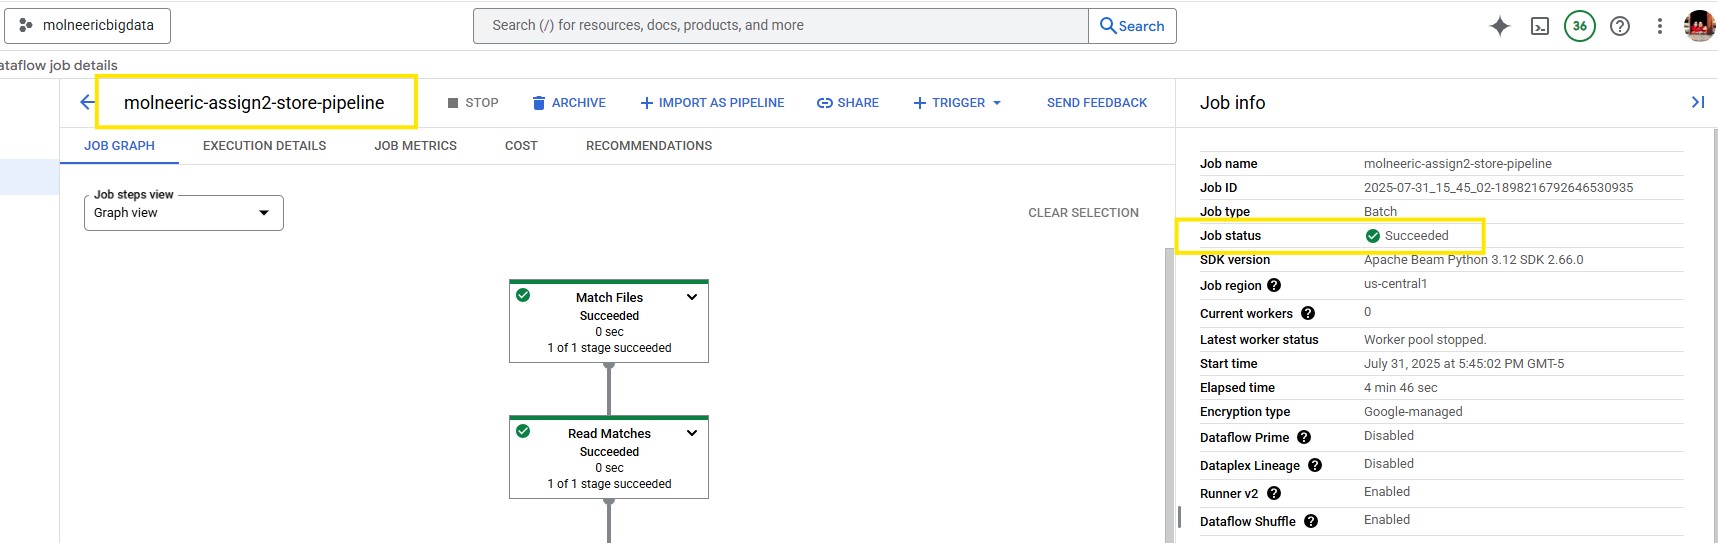 molneericbigdata
Search (/) for resources, docs, products, and more
Search
36
ataflow job details
molneeric-assign2-store-pipeline
STOP
ARCHIVE
IMPORT AS PIPELINE
SHARE
TRIGGER
SEND FEEDBACK
JOB GRAPH
EXECUTION DETAILS
JOB METRICS
COST
RECOMMENDATIONS
Job steps view
Graph view
CLEAR SELECTION
Match Files
Succeeded
0 sec
1 of 1 stage succeeded
Read Matches
Succeeded
0 sec
1 of 1 stage succeeded
Job info
Job name molneeric-assign2-store-pipeline
Job ID 2025-07-31_15_45_02-1898216792646530935
Job type Batch
Job status Succeeded
SDK version Apache Beam Python 3.12 SDK 2.66.0
Job region us-central1
Current workers 0
Latest worker status Worker pool stopped.
Start time July 31, 2025 at 5:45:02 PM GMT-5
Elapsed time 4 min 46 sec
Encryption type Google-managed
Dataflow Prime Disabled
Dataplex Lineage Disabled
Runner v2 Enabled
Dataflow Shuffle Enabled